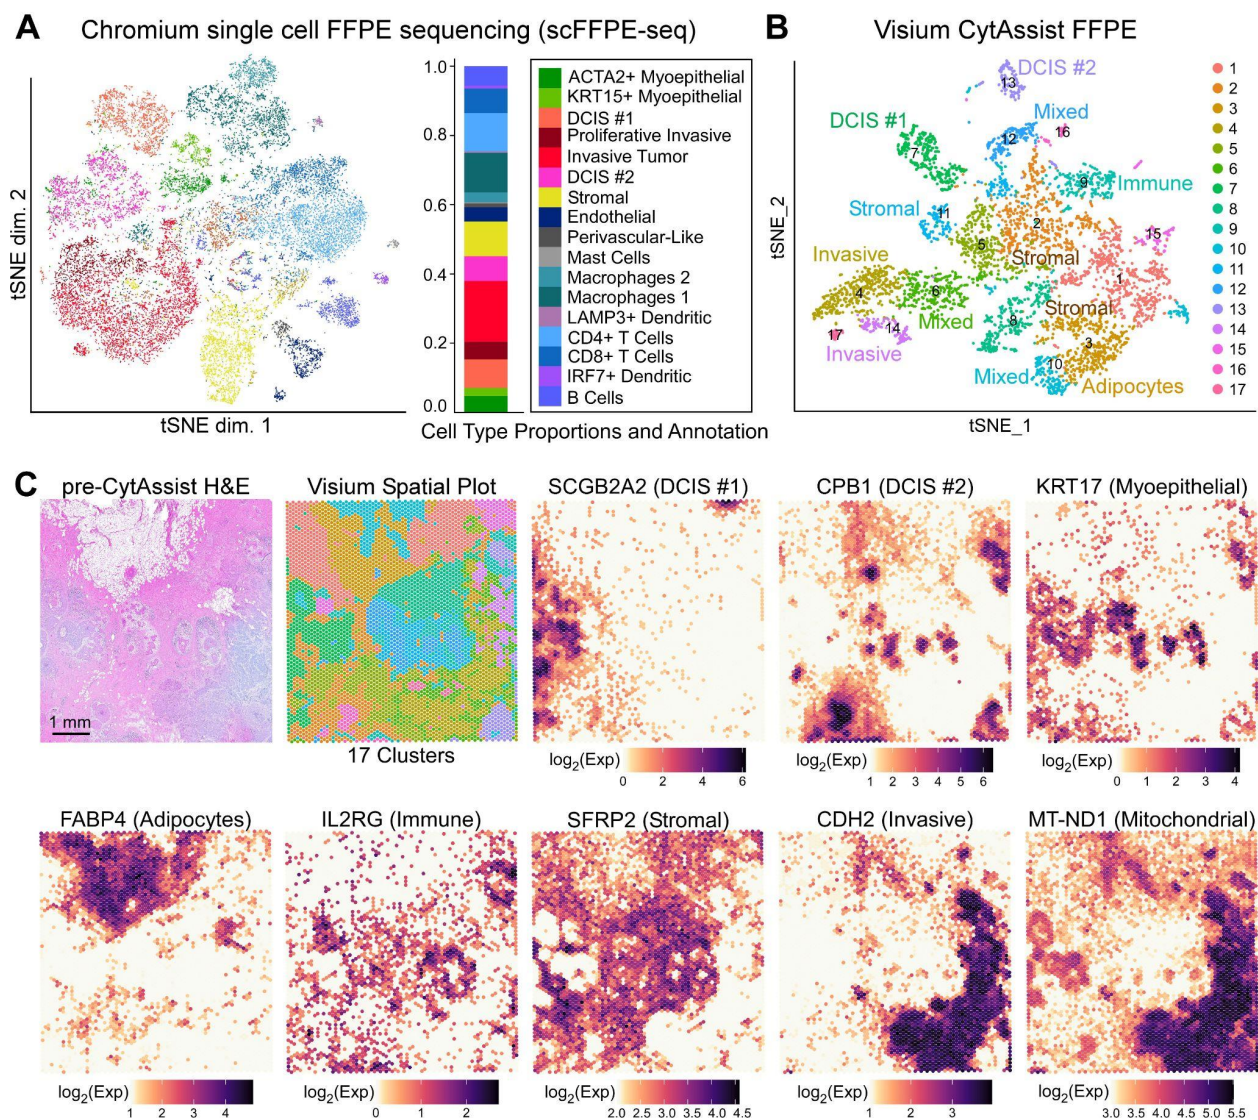 A
Chromium single cell FFPE sequencing (scFFPE-seq)
tSNE dim. 2
tSNE dim. 1
1.0
0.8
0.6
0.4
0.2
0.0
ACTA2+ Myoepithelial
KRT15+ Myoepithelial
DCIS #1
Proliferative Invasive
Invasive Tumor
DCIS #2
Stromal
Endothelial
Perivascular-Like
Mast Cells
Macrophages 2
Macrophages 1
LAMP3+ Dendritic
CD4+ T Cells
CD8+ T Cells
IRF7+ Dendritic
B Cells
Cell Type Proportions and Annotation
B
Visium CytAssist FFPE
tSNE_2
tSNE_1
DCIS #2
13
Mixed
DCIS #1
16
12
7
9
Immune
Stromal
11
2
15
5
Stromal
Invasive
1
4
6
Stromal
Mixed
8
17
14
3
Invasive
10
Mixed
Adipocytes
1
2
3
4
5
6
7
8
9
10
11
12
13
14
15
16
17
C
pre-CytAssist H&E
1 mm
Visium Spatial Plot
17 Clusters
SCGB2A2 (DCIS #1)
log2(Exp)
0 2 4 6
CPB1 (DCIS #2)
log2(Exp)
1 2 3 4 5 6
KRT17 (Myoepithelial)
log2(Exp)
0 1 2 3 4
FABP4 (Adipocytes)
log2(Exp)
1 2 3 4
IL2RG (Immune)
log2(Exp)
0 1 2
SFRP2 (Stromal)
log2(Exp)
2.0 2.5 3.0 3.5 4.0 4.5
CDH2 (Invasive)
log2(Exp)
1 2 3
MT-ND1 (Mitochondrial)
log2(Exp)
3.0 3.5 4.0 4.5 5.0 5.5